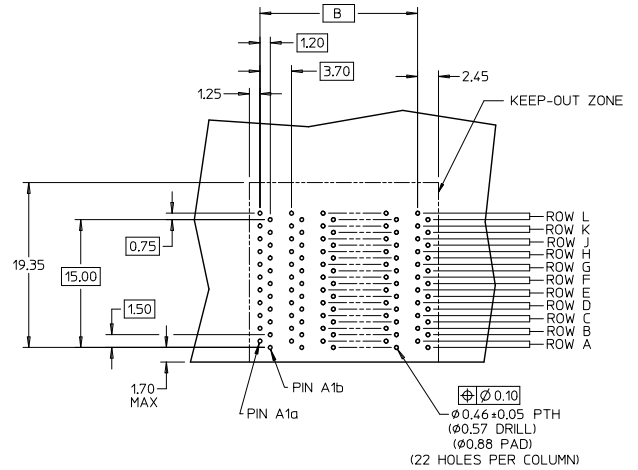 B
1.20
3.70
1.25
2.45
KEEP-OUT ZONE
19.35
0.75
15.00
1.50
1.70
MAX
ROW L
ROW K
ROW J
ROW H
ROW G
ROW F
ROW E
ROW D
ROW C
ROW B
ROW A
PIN A1b
PIN A1a
⌖ Ø 0.10
Ø0.46±0.05 PTH
(Ø0.57 DRILL)
(Ø0.88 PAD)
(22 HOLES PER COLUMN)